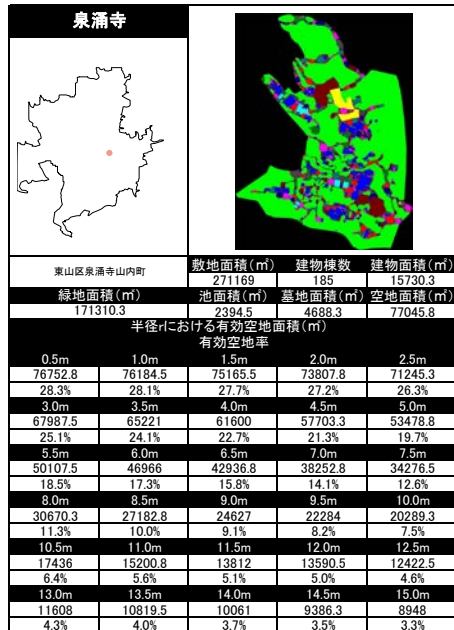 泉涌寺
東山区泉涌寺山内町
敷地面積(㎡) 建物棟数 建物面積(㎡)
271169 185 15730.3
緑地面積(㎡) 池面積(㎡) 墓地面積(㎡) 空地面積(㎡)
171310.3 2394.5 4688.3 77045.8
半径rにおける有効空地面積(㎡)
有効空地率
0.5m 1.0m 1.5m 2.0m 2.5m
76752.8 76184.5 75165.5 73807.8 71245.3
28.3% 28.1% 27.7% 27.2% 26.3%
3.0m 3.5m 4.0m 4.5m 5.0m
67987.5 65221 61600 57703.3 53478.8
25.1% 24.1% 22.7% 21.3% 19.7%
5.5m 6.0m 6.5m 7.0m 7.5m
50107.5 46966 42936.8 38252.8 34276.5
18.5% 17.3% 15.8% 14.1% 12.6%
8.0m 8.5m 9.0m 9.5m 10.0m
30670.3 27182.8 24627 22284 20289.3
11.3% 10.0% 9.1% 8.2% 7.5%
10.5m 11.0m 11.5m 12.0m 12.5m
17436 15200.8 13812 13590.5 12422.5
6.4% 5.6% 5.1% 5.0% 4.6%
13.0m 13.5m 14.0m 14.5m 15.0m
11608 10819.5 10061 9386.3 8948
4.3% 4.0% 3.7% 3.5% 3.3%